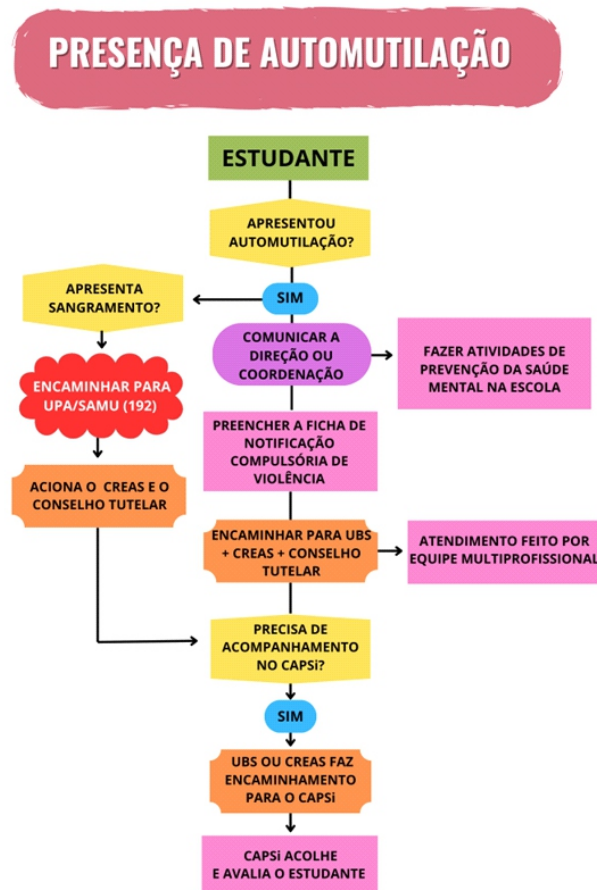 PRESENÇA DE AUTOMUTILAÇÃO
ESTUDANTE
APRESENTOU
AUTOMUTILAÇÃO?
SIM
APRESENTA
SANGRAMENTO?
ENCAMINHAR PARA
UPA/SAMU (192)
ACIONA O CREAS E O
CONSELHO TUTELAR
COMUNICAR A
DIREÇÃO OU
COORDENAÇÃO
FAZER ATIVIDADES DE
PREVENÇÃO DA SAÚDE
MENTAL NA ESCOLA
PREENCHER A FICHA DE
NOTIFICAÇÃO
COMPULSÓRIA DE
VIOLÊNCIA
ENCAMINHAR PARA UBS
+ CREAS + CONSELHO
TUTELAR
ATENDIMENTO FEITO POR
EQUIPE MULTIPROFISSIONAL
PRECISA DE
ACOMPANHAMENTO
NO CAPSi?
SIM
UBS OU CREAS FAZ
ENCAMINHAMENTO
PARA O CAPSi
CAPSi ACOLHE
E AVALIA O ESTUDANTE